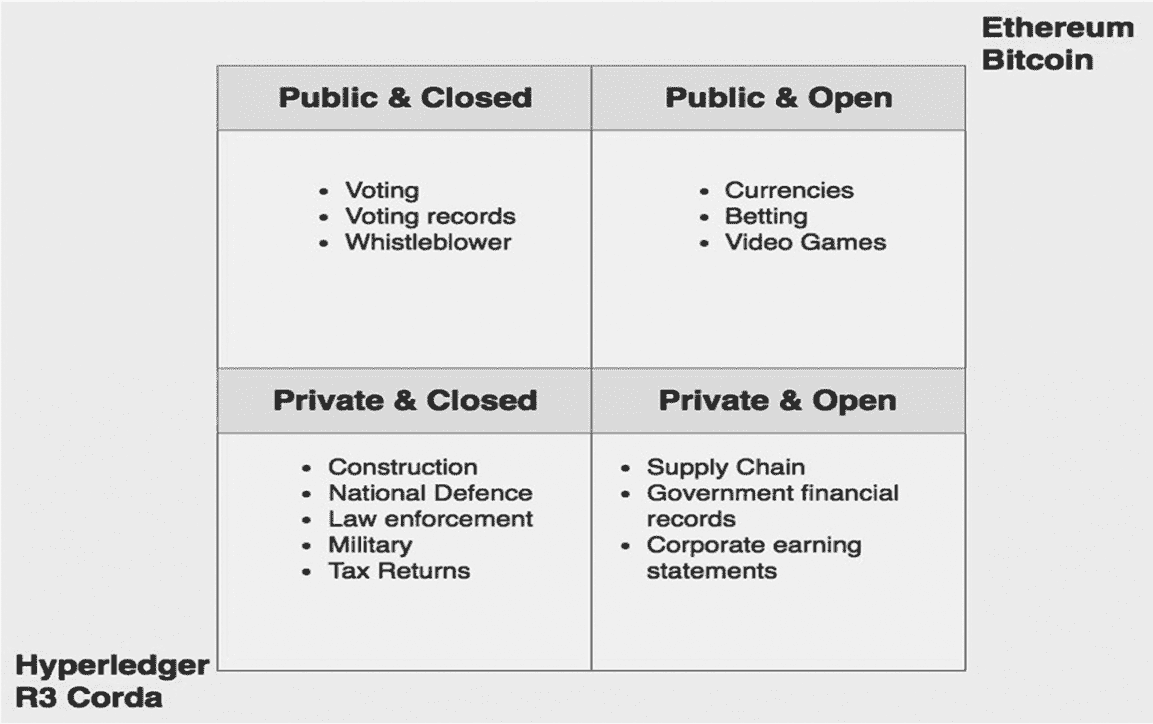 Ethereum
Bitcoin
Public & Closed
Public & Open
• Voting
• Voting records
• Whistleblower
• Currencies
• Betting
• Video Games
Private & Closed
Private & Open
• Construction
• National Defence
• Law enforcement
• Military
• Tax Returns
• Supply Chain
• Government financial
records
• Corporate earning
statements
Hyperledger
R3 Corda